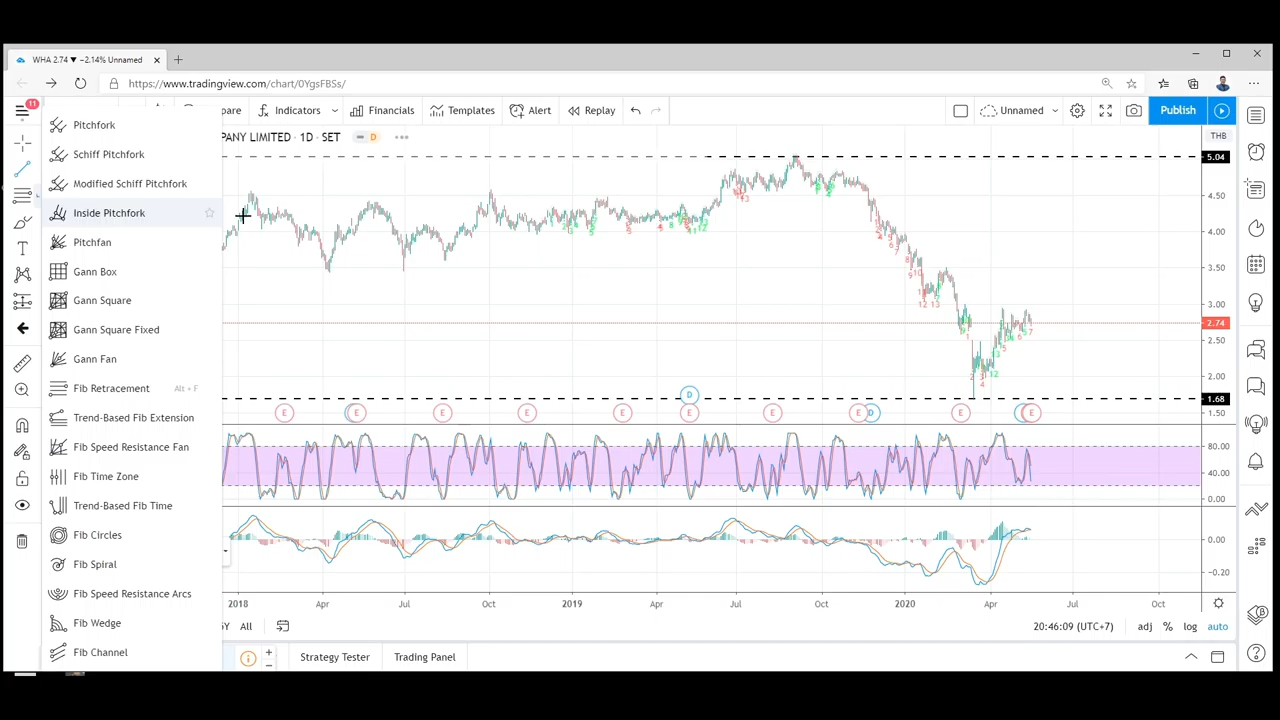 WHA 2.74 ▼ −2.14% Unnamed
https://www.tradingview.com/chart/0YgsFBSs/
11
pare
Indicators
Financials
Templates
Alert
Replay
Unnamed
Publish
PANY LIMITED · 1D · SET
D
THB
Pitchfork
Schiff Pitchfork
Modified Schiff Pitchfork
Inside Pitchfork
Pitchfan
Gann Box
Gann Square
Gann Square Fixed
Gann Fan
Fib Retracement Alt + F
Trend-Based Fib Extension
Fib Speed Resistance Fan
Fib Time Zone
Trend-Based Fib Time
Fib Circles
Fib Spiral
Fib Speed Resistance Arcs
Fib Wedge
Fib Channel
5.04
4.50
4.00
3.50
3.00
2.74
2.50
2.00
1.68
1.50
D
E E E E E E E E D E E
80.00
40.00
0.00
0.00
−0.20
2018 Apr Jul Oct 2019 Apr Jul Oct 2020 Apr Jul Oct
5Y All
20:46:09 (UTC+7)
adj % log auto
Strategy Tester
Trading Panel